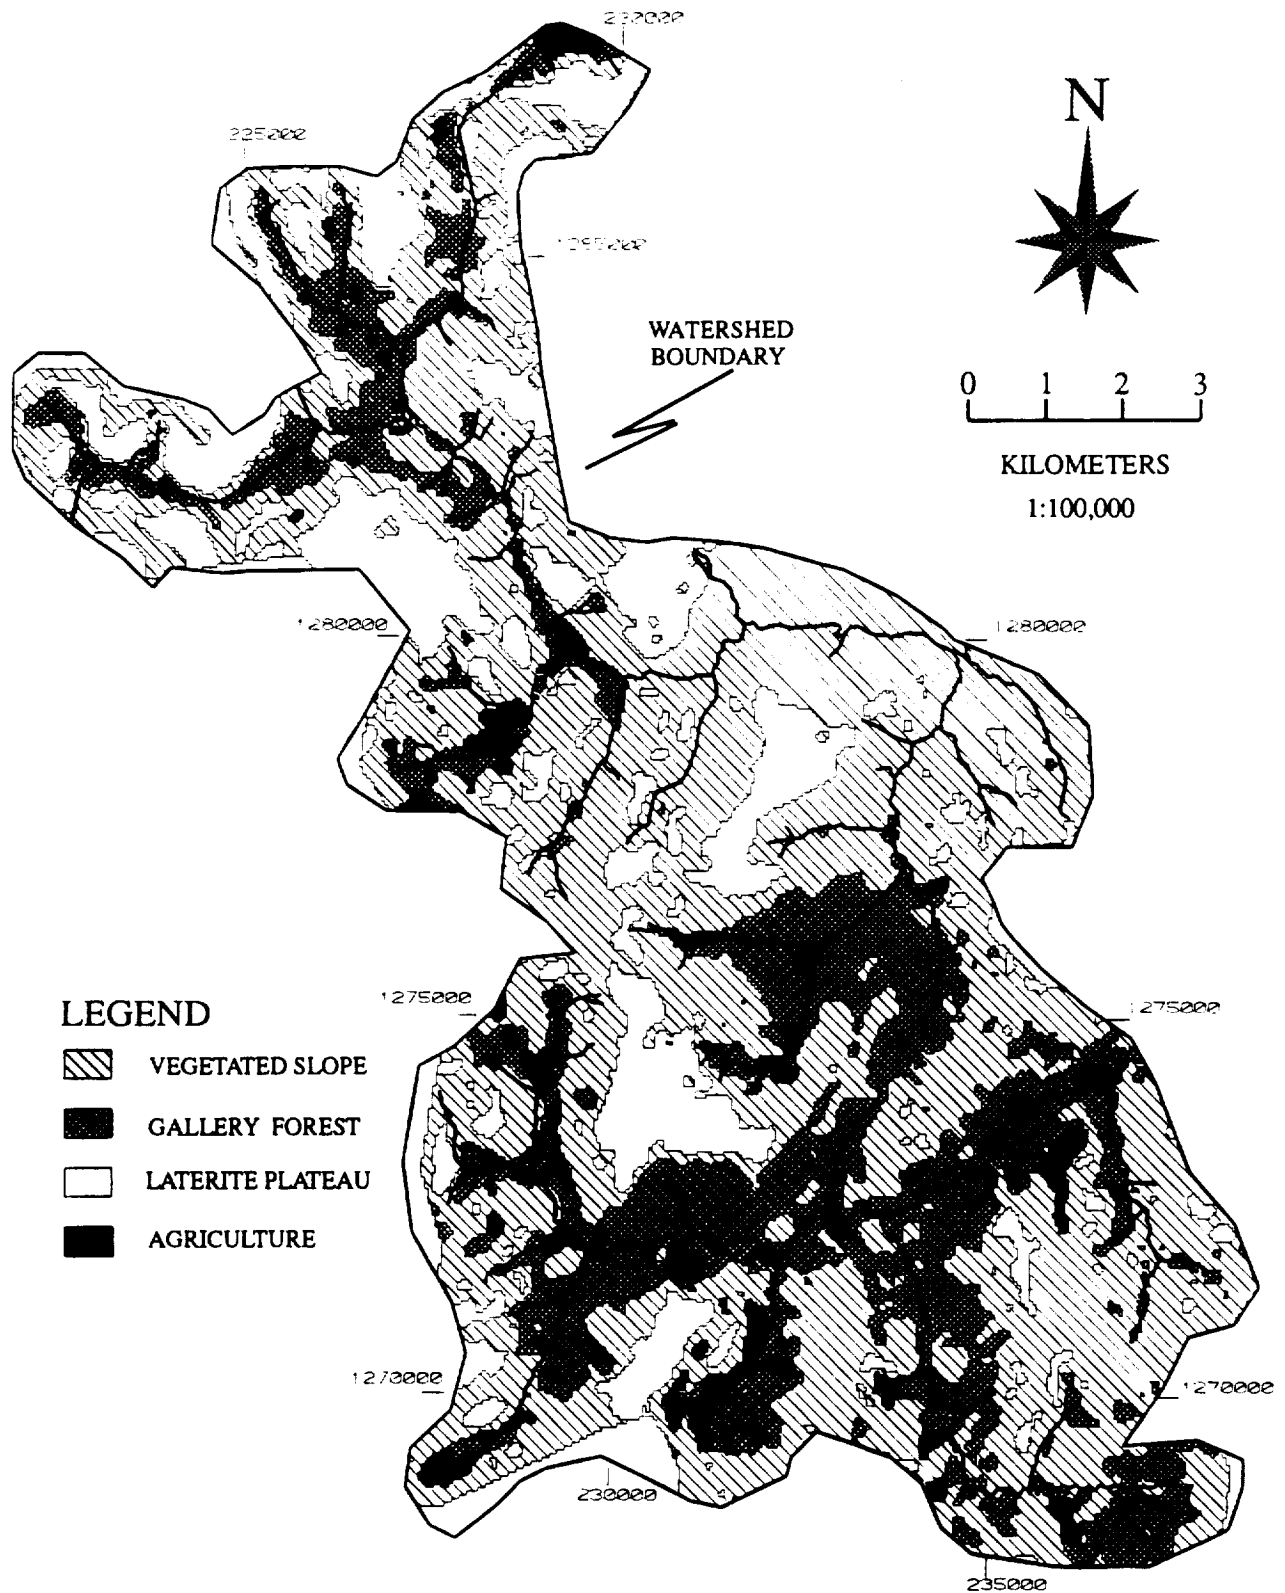 230000
N
225000
1285000
WATERSHED
BOUNDARY
0 1 2 3
KILOMETERS
1:100,000
1280000
1280000
1275000
1275000
LEGEND
VEGETATED SLOPE
GALLERY FOREST
LATERITE PLATEAU
AGRICULTURE
1270000
1270000
230000
235000